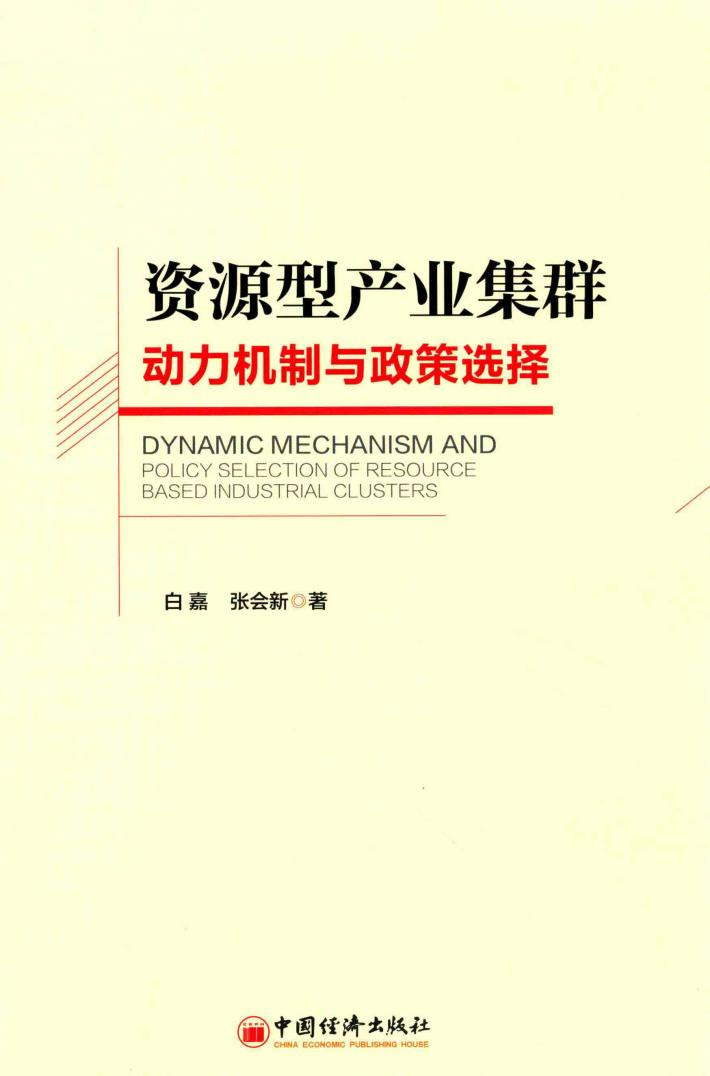 资源型产业集群
动力机制与政策选择
DYNAMIC MECHANISM AND
POLICY SELECTION OF RESOURCE
BASED INDUSTRIAL CLUSTERS
白 嘉 张会新◎著
中国经济出版社
CHINA ECONOMIC PUBLISHING HOUSE